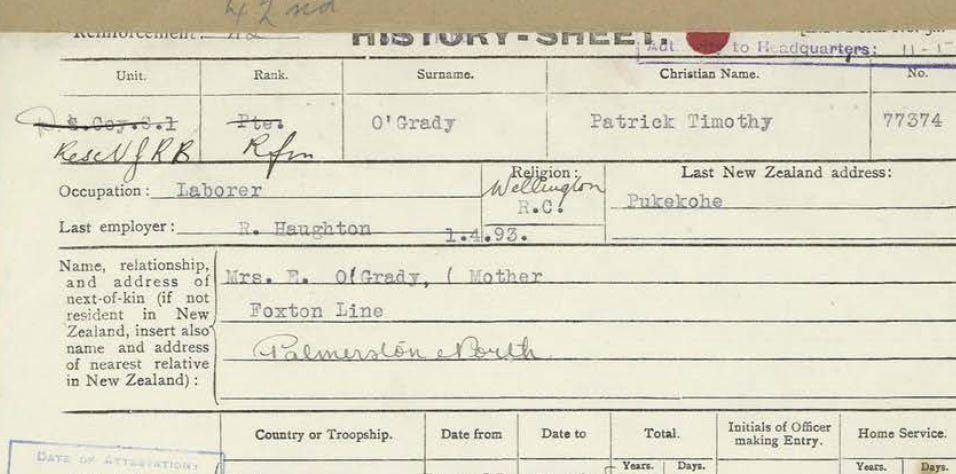 42nd
Reinforcement: 42
HISTORY-SHEET.
to Headquarters: 11-1
Unit. Rank. Surname. Christian Name. No.
E.Coy.S.1 Pte. O'Grady Patrick Timothy 77374
Rfm
Occupation: Laborer Religion: Wellington R.C. Last New Zealand address: Pukekohe
Last employer: R. Haughton 1.4.93.
Name, relationship,
and address of
next-of-kin (if not
resident in New
Zealand, insert also
name and address
of nearest relative
in New Zealand):
Mrs. E. O'Grady, ( Mother
Foxton Line
Palmerston North
Country or Troopship. Date from Date to Total. Initials of Officer making Entry. Home Service.
Years. Days. Years. Days.
DATE OF ATTESTATION: